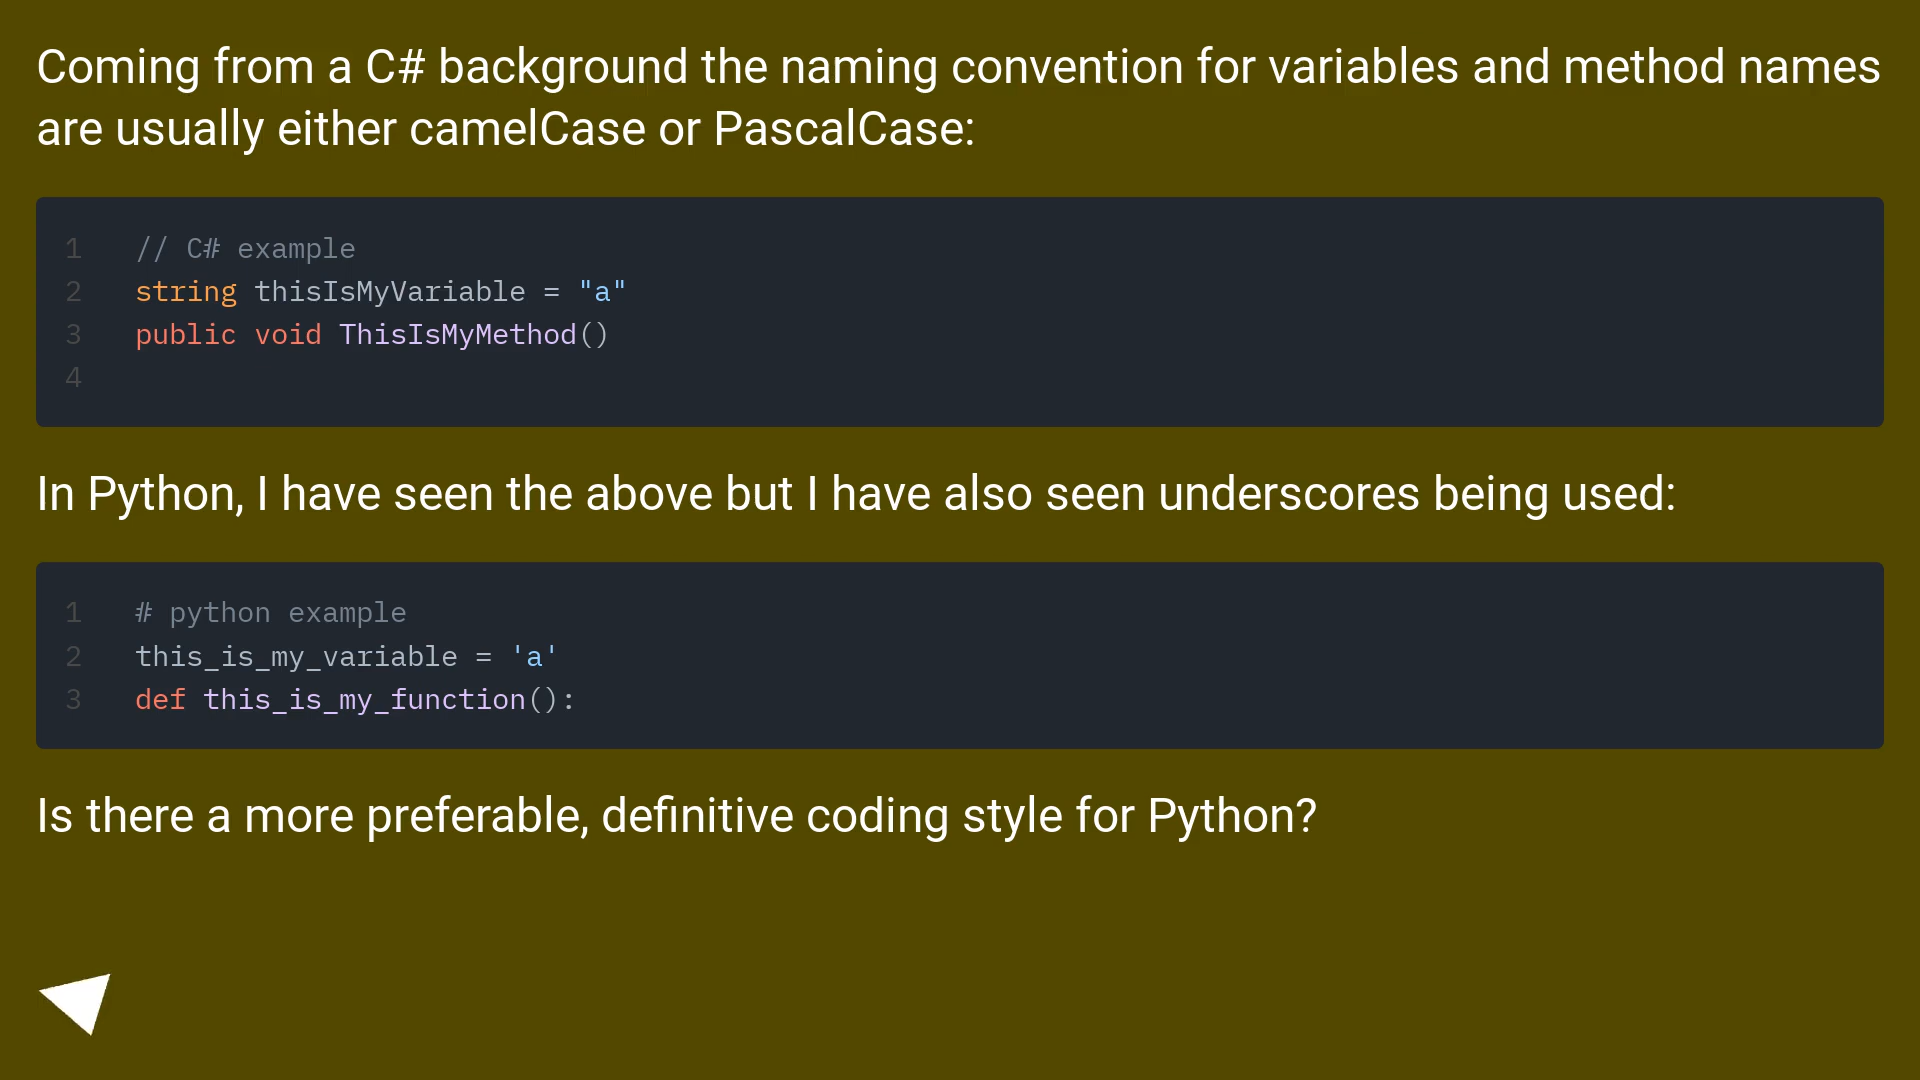 Coming from a C# background the naming convention for variables and method names
are usually either camelCase or PascalCase:
1 // C# example
2 string thisIsMyVariable = "a"
3 public void ThisIsMyMethod()
4
In Python, I have seen the above but I have also seen underscores being used:
1 # python example
2 this_is_my_variable = 'a'
3 def this_is_my_function():
Is there a more preferable, definitive coding style for Python?